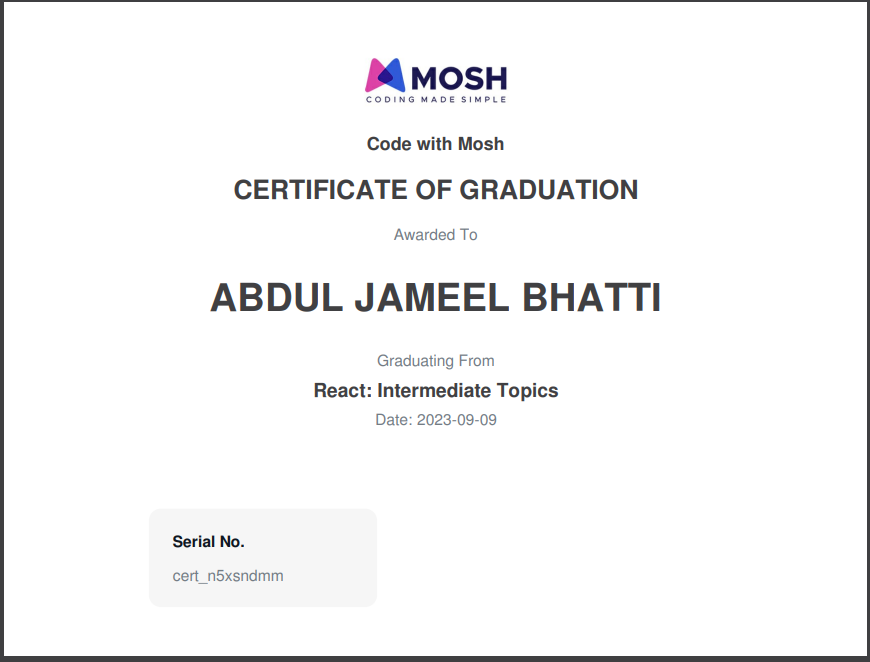 MOSH
CODING MADE SIMPLE
Code with Mosh
CERTIFICATE OF GRADUATION
Awarded To
ABDUL JAMEEL BHATTI
Graduating From
React: Intermediate Topics
Date: 2023-09-09
Serial No.
cert_n5xsndmm